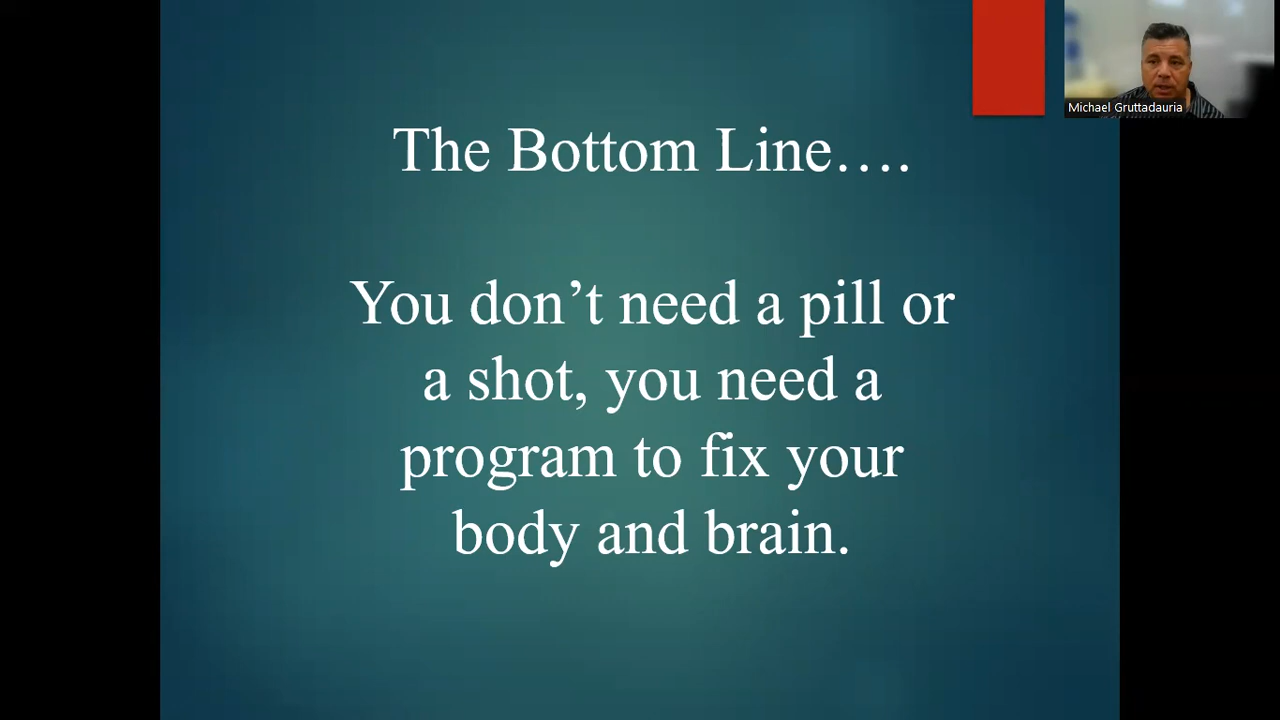 Michael Gruttadauria
The Bottom Line….
You don’t need a pill or
a shot, you need a
program to fix your
body and brain.